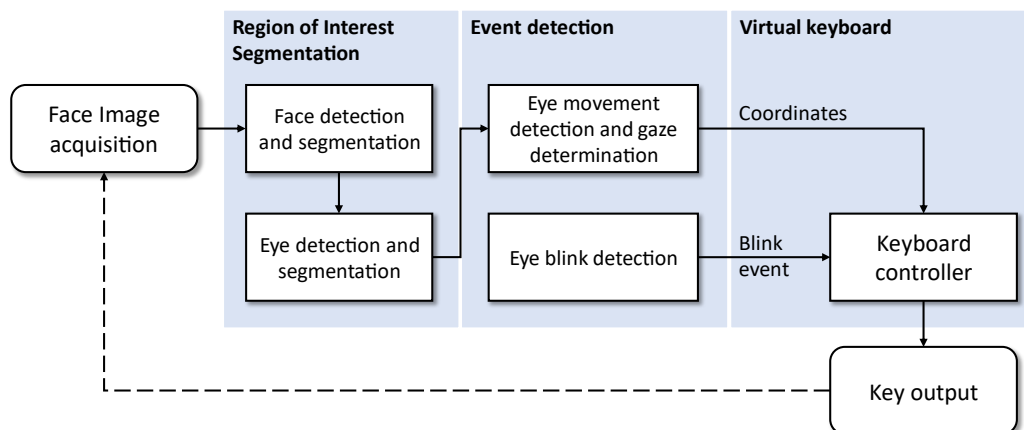 Region of Interest
Segmentation
Event detection
Virtual keyboard
Face Image
acquisition
Face detection
and segmentation
Eye movement
detection and gaze
determination
Coordinates
Eye detection and
segmentation
Eye blink detection
Blink
event
Keyboard
controller
Key output